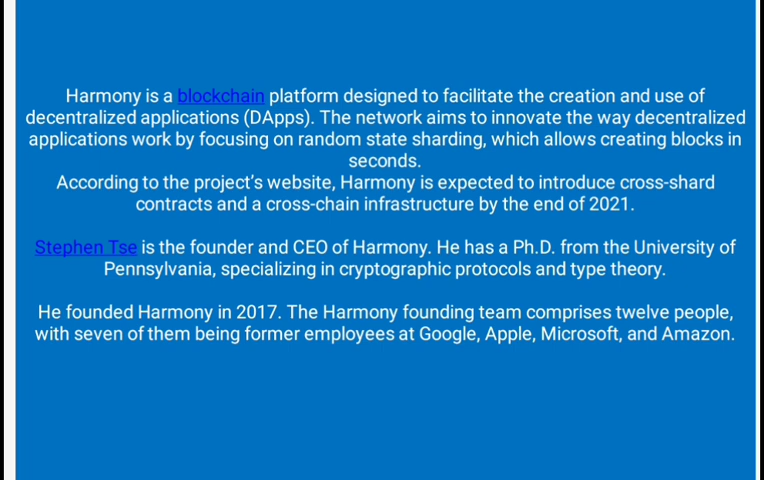 Harmony is a blockchain platform designed to facilitate the creation and use of
decentralized applications (DApps). The network aims to innovate the way decentralized
applications work by focusing on random state sharding, which allows creating blocks in
seconds.
According to the project's website, Harmony is expected to introduce cross-shard
contracts and a cross-chain infrastructure by the end of 2021.
Stephen Tse is the founder and CEO of Harmony. He has a Ph.D. from the University of
Pennsylvania, specializing in cryptographic protocols and type theory.
He founded Harmony in 2017. The Harmony founding team comprises twelve people,
with seven of them being former employees at Google, Apple, Microsoft, and Amazon.